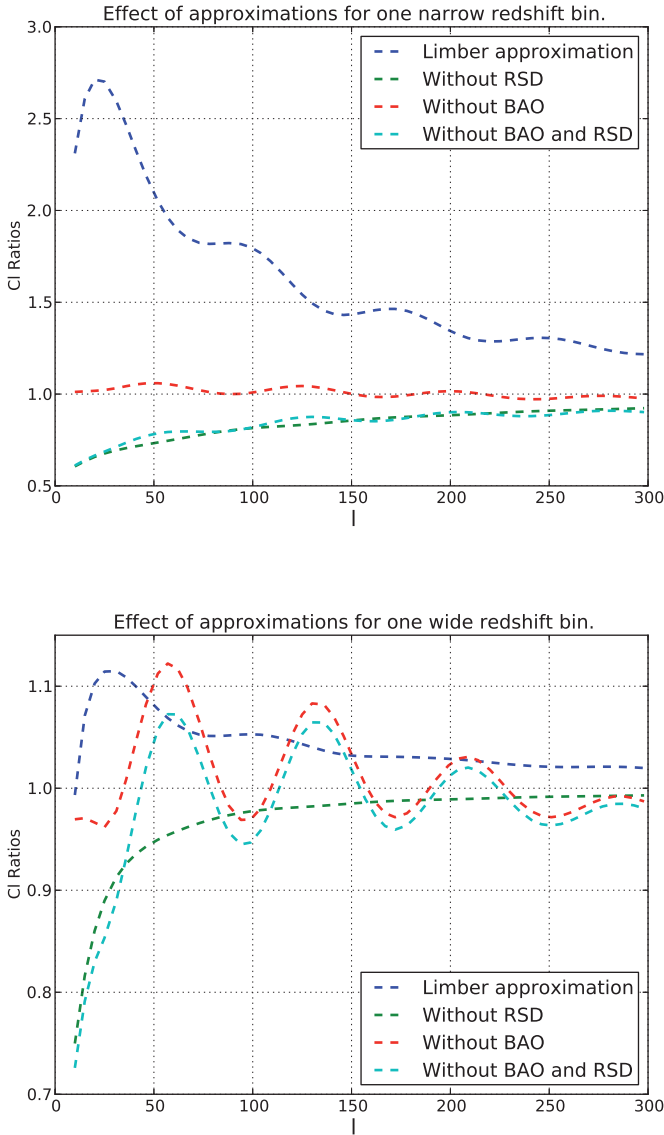 Effect of approximations for one narrow redshift bin.
3.0
2.5
2.0
1.5
1.0
0.5
Cl Ratios
Limber approximation
Without RSD
Without BAO
Without BAO and RSD
0 50 100 150 200 250 300
l
Effect of approximations for one wide redshift bin.
1.1
1.0
0.9
0.8
0.7
Cl Ratios
Limber approximation
Without RSD
Without BAO
Without BAO and RSD
0 50 100 150 200 250 300
l